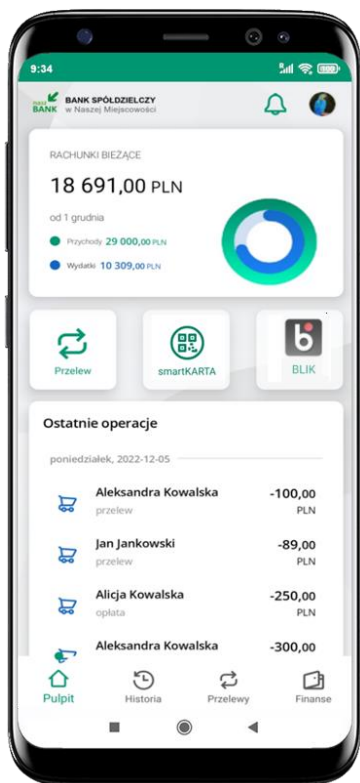 9:34
100
nasz
BANK
BANK SPÓŁDZIELCZY
w Naszej Miejscowości
RACHUNKI BIEŻĄCE
18 691,00 PLN
od 1 grudnia
Przychody 29 000,00 PLN
Wydatki 10 309,00 PLN
Przelew
smartKARTA
b
BLIK
Ostatnie operacje
poniedziałek, 2022-12-05
Aleksandra Kowalska -100,00
przelew PLN
Jan Jankowski -89,00
przelew PLN
Alicja Kowalska -250,00
opłata PLN
Aleksandra Kowalska -300,00
Pulpit Historia Przelewy Finanse